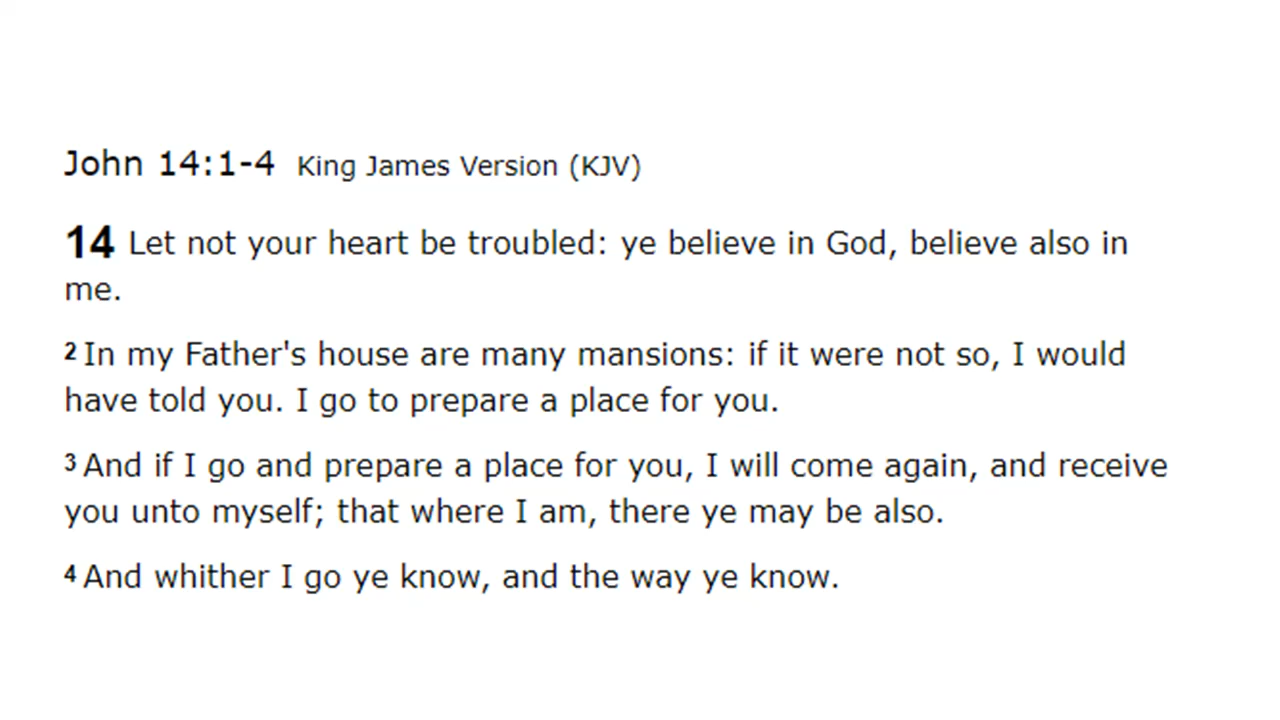 John 14:1-4 King James Version (KJV)
14 Let not your heart be troubled: ye believe in God, believe also in
me.
2 In my Father's house are many mansions: if it were not so, I would
have told you. I go to prepare a place for you.
3 And if I go and prepare a place for you, I will come again, and receive
you unto myself; that where I am, there ye may be also.
4 And whither I go ye know, and the way ye know.